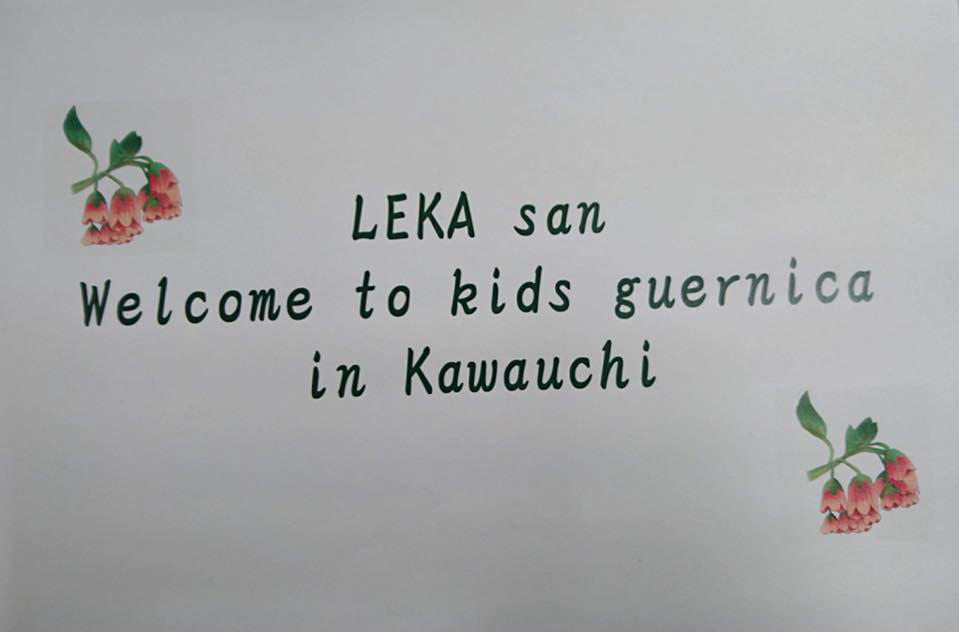 LEKA san
Welcome to kids guernica
in Kawauchi